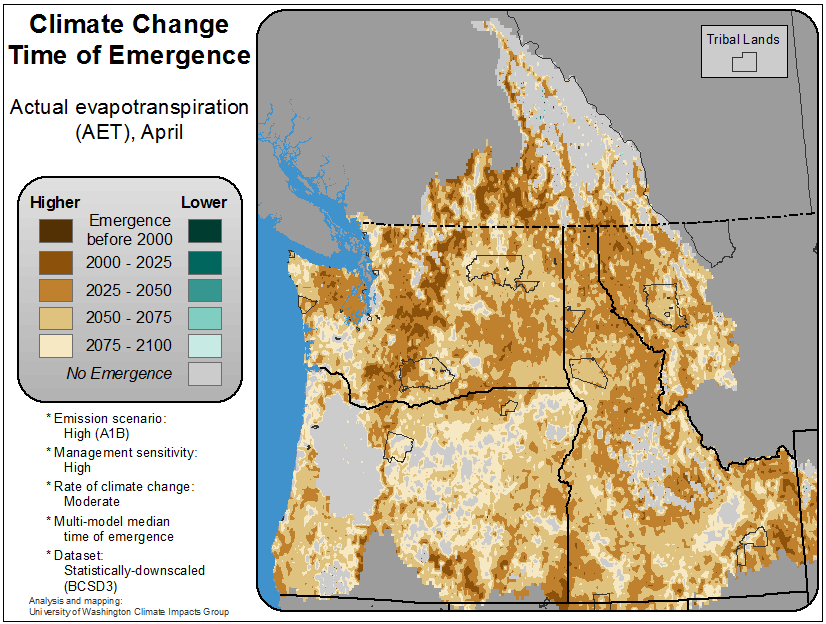 Climate Change
Time of Emergence
Actual evapotranspiration
(AET), April
Higher Lower
Emergence
before 2000
2000 - 2025
2025 - 2050
2050 - 2075
2075 - 2100
No Emergence
* Emission scenario:
High (A1B)
* Management sensitivity:
High
* Rate of climate change:
Moderate
* Multi-model median
time of emergence
* Dataset:
Statistically-downscaled
(BCSD3)
Analysis and mapping:
University of Washington Climate Impacts Group
Tribal Lands